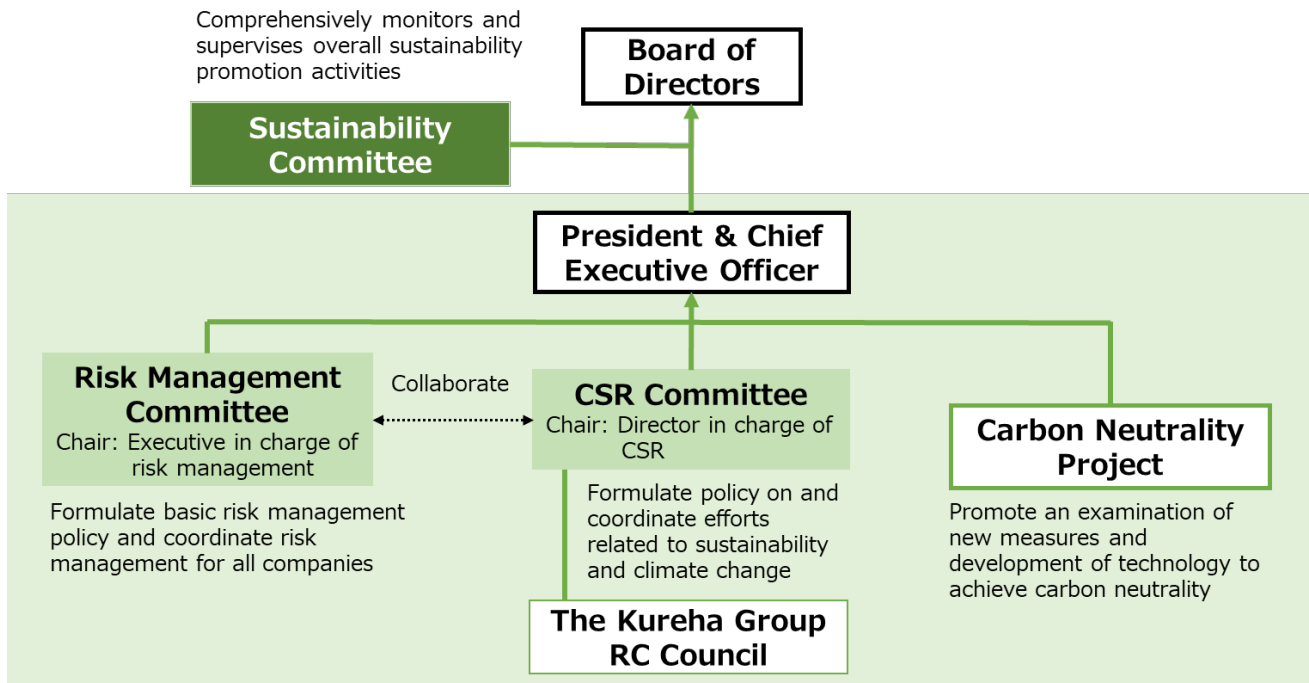 Comprehensively monitors and
supervises overall sustainability
promotion activities
Board of
Directors
Sustainability
Committee
President & Chief
Executive Officer
Risk Management
Committee
Chair: Executive in charge of
risk management
Collaborate
CSR Committee
Chair: Director in charge of
CSR
Carbon Neutrality
Project
Formulate basic risk management
policy and coordinate risk
management for all companies
Formulate policy on and
coordinate efforts
related to sustainability
and climate change
Promote an examination of
new measures and
development of technology to
achieve carbon neutrality
The Kureha Group
RC Council